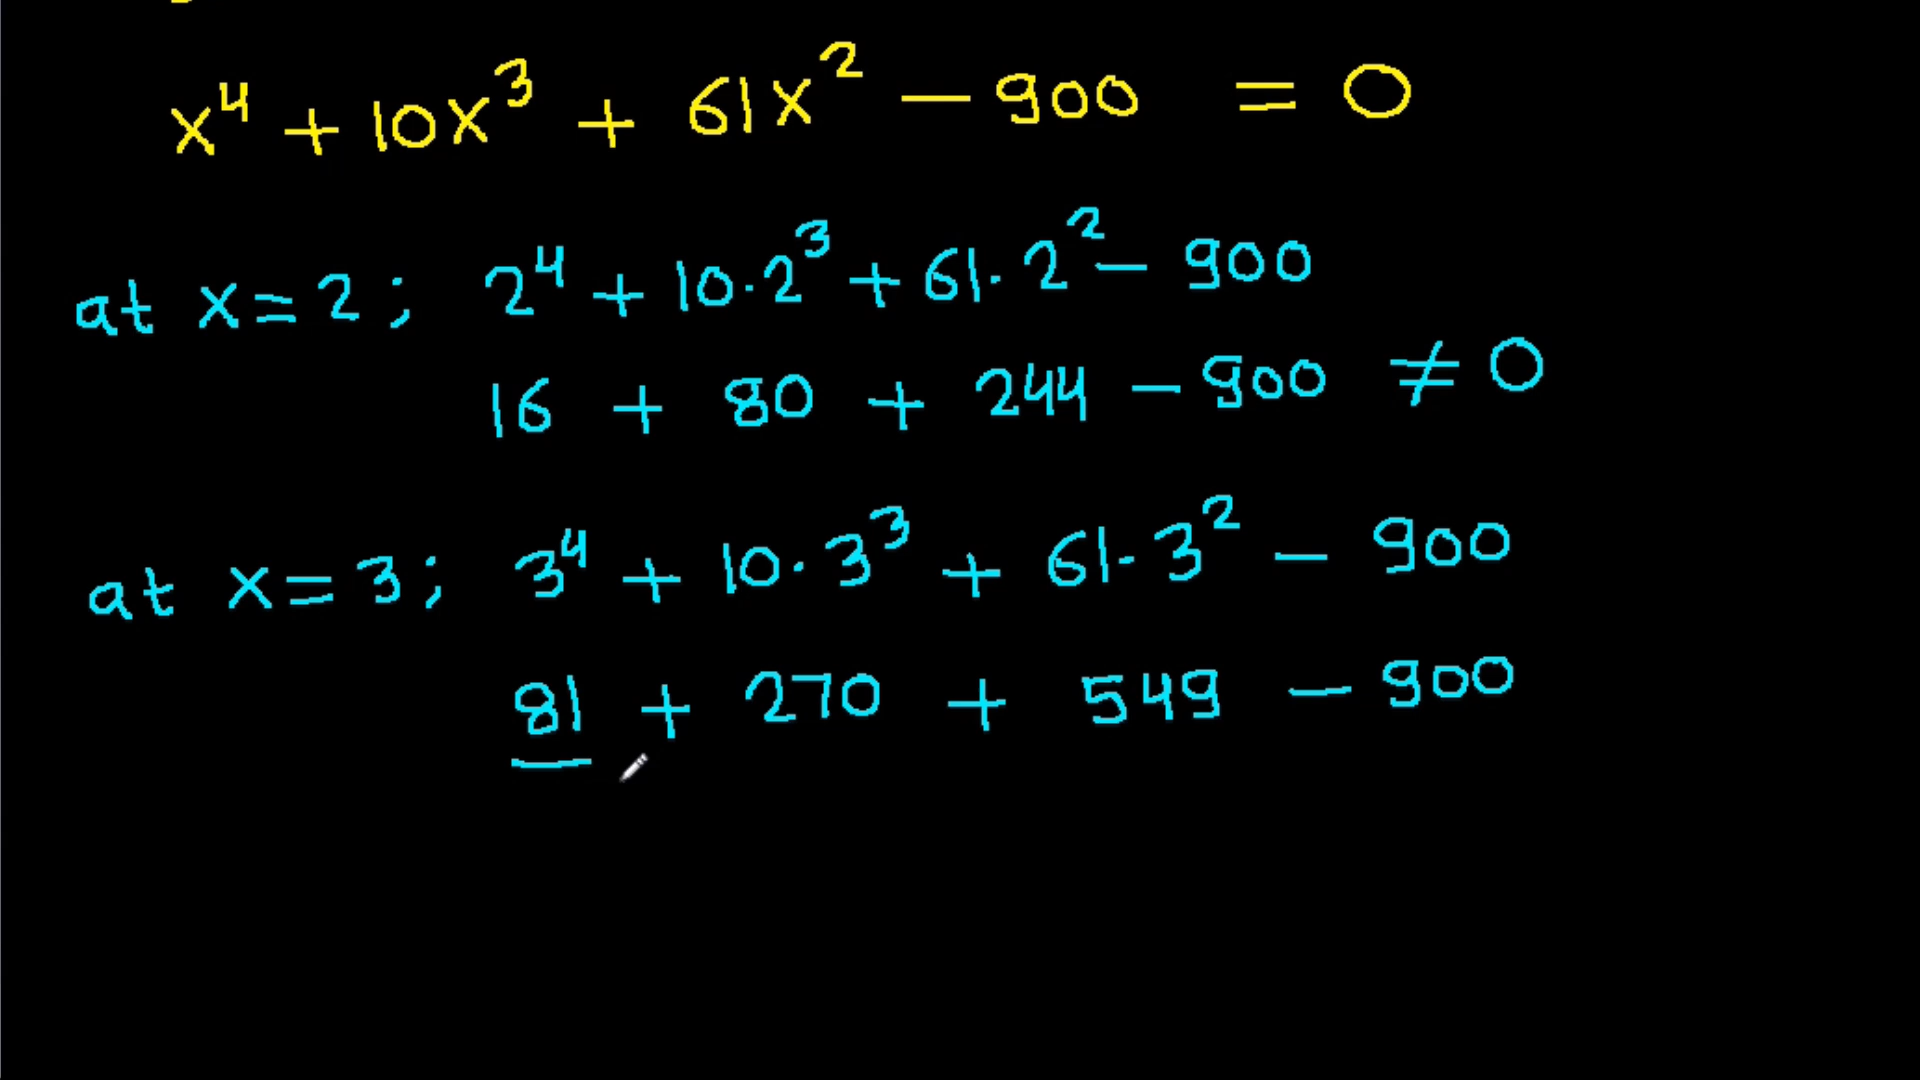 x⁴ + 10x³ + 61x² − 900 = 0
at x=2; 2⁴ + 10·2³ + 61·2² − 900
16 + 80 + 244 − 900 ≠ 0
at x=3; 3⁴ + 10·3³ + 61·3² − 900
81 + 270 + 549 − 900